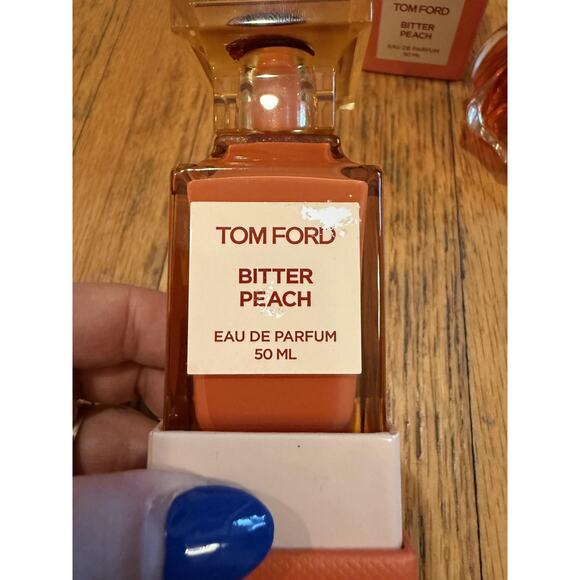 TOM FORD
BITTER
PEACH
EAU DE PARFUM
50 ML
TOM FORD
BITTER
PEACH
EAU DE PARFUM
50 ML